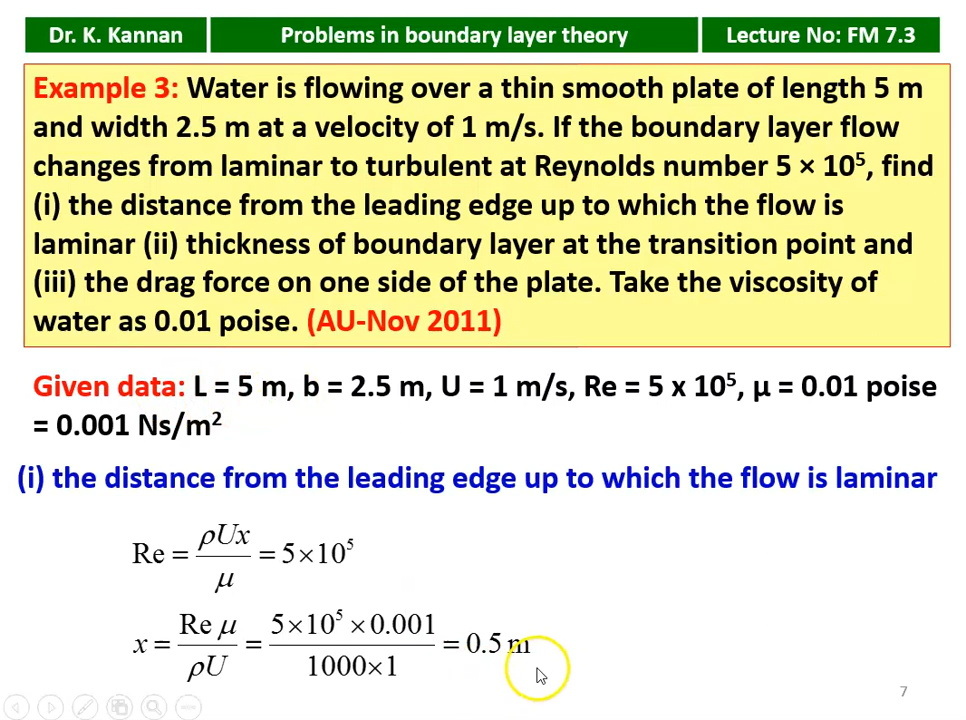 Dr. K. Kannan Problems in boundary layer theory Lecture No: FM 7.3
Example 3: Water is flowing over a thin smooth plate of length 5 m
and width 2.5 m at a velocity of 1 m/s. If the boundary layer flow
changes from laminar to turbulent at Reynolds number 5 × 10⁵, find
(i) the distance from the leading edge up to which the flow is
laminar (ii) thickness of boundary layer at the transition point and
(iii) the drag force on one side of the plate. Take the viscosity of
water as 0.01 poise. (AU-Nov 2011)
Given data: L = 5 m, b = 2.5 m, U = 1 m/s, Re = 5 x 10⁵, μ = 0.01 poise
= 0.001 Ns/m²
(i) the distance from the leading edge up to which the flow is laminar
Re = ρUx / μ = 5×10⁵
x = Re μ / ρU = 5×10⁵ ×0.001 / 1000×1 = 0.5 m
7